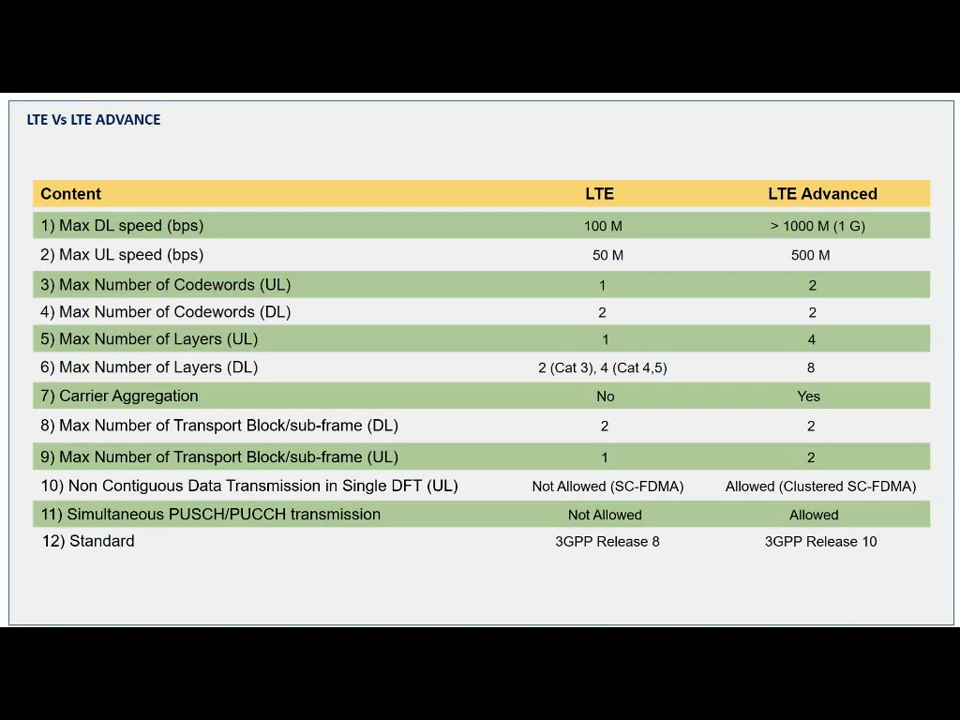 LTE Vs LTE ADVANCE
Content LTE LTE Advanced
1) Max DL speed (bps) 100 M > 1000 M (1 G)
2) Max UL speed (bps) 50 M 500 M
3) Max Number of Codewords (UL) 1 2
4) Max Number of Codewords (DL) 2 2
5) Max Number of Layers (UL) 1 4
6) Max Number of Layers (DL) 2 (Cat 3), 4 (Cat 4,5) 8
7) Carrier Aggregation No Yes
8) Max Number of Transport Block/sub-frame (DL) 2 2
9) Max Number of Transport Block/sub-frame (UL) 1 2
10) Non Contiguous Data Transmission in Single DFT (UL) Not Allowed (SC-FDMA) Allowed (Clustered SC-FDMA)
11) Simultaneous PUSCH/PUCCH transmission Not Allowed Allowed
12) Standard 3GPP Release 8 3GPP Release 10